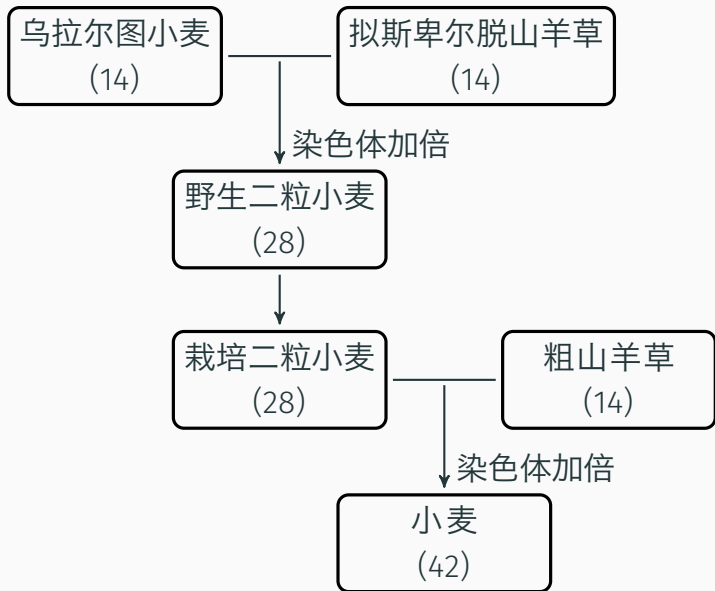 乌拉尔图小麦
(14)
拟斯卑尔脱山羊草
(14)
染色体加倍
野生二粒小麦
(28)
栽培二粒小麦
(28)
粗山羊草
(14)
染色体加倍
小麦
(42)